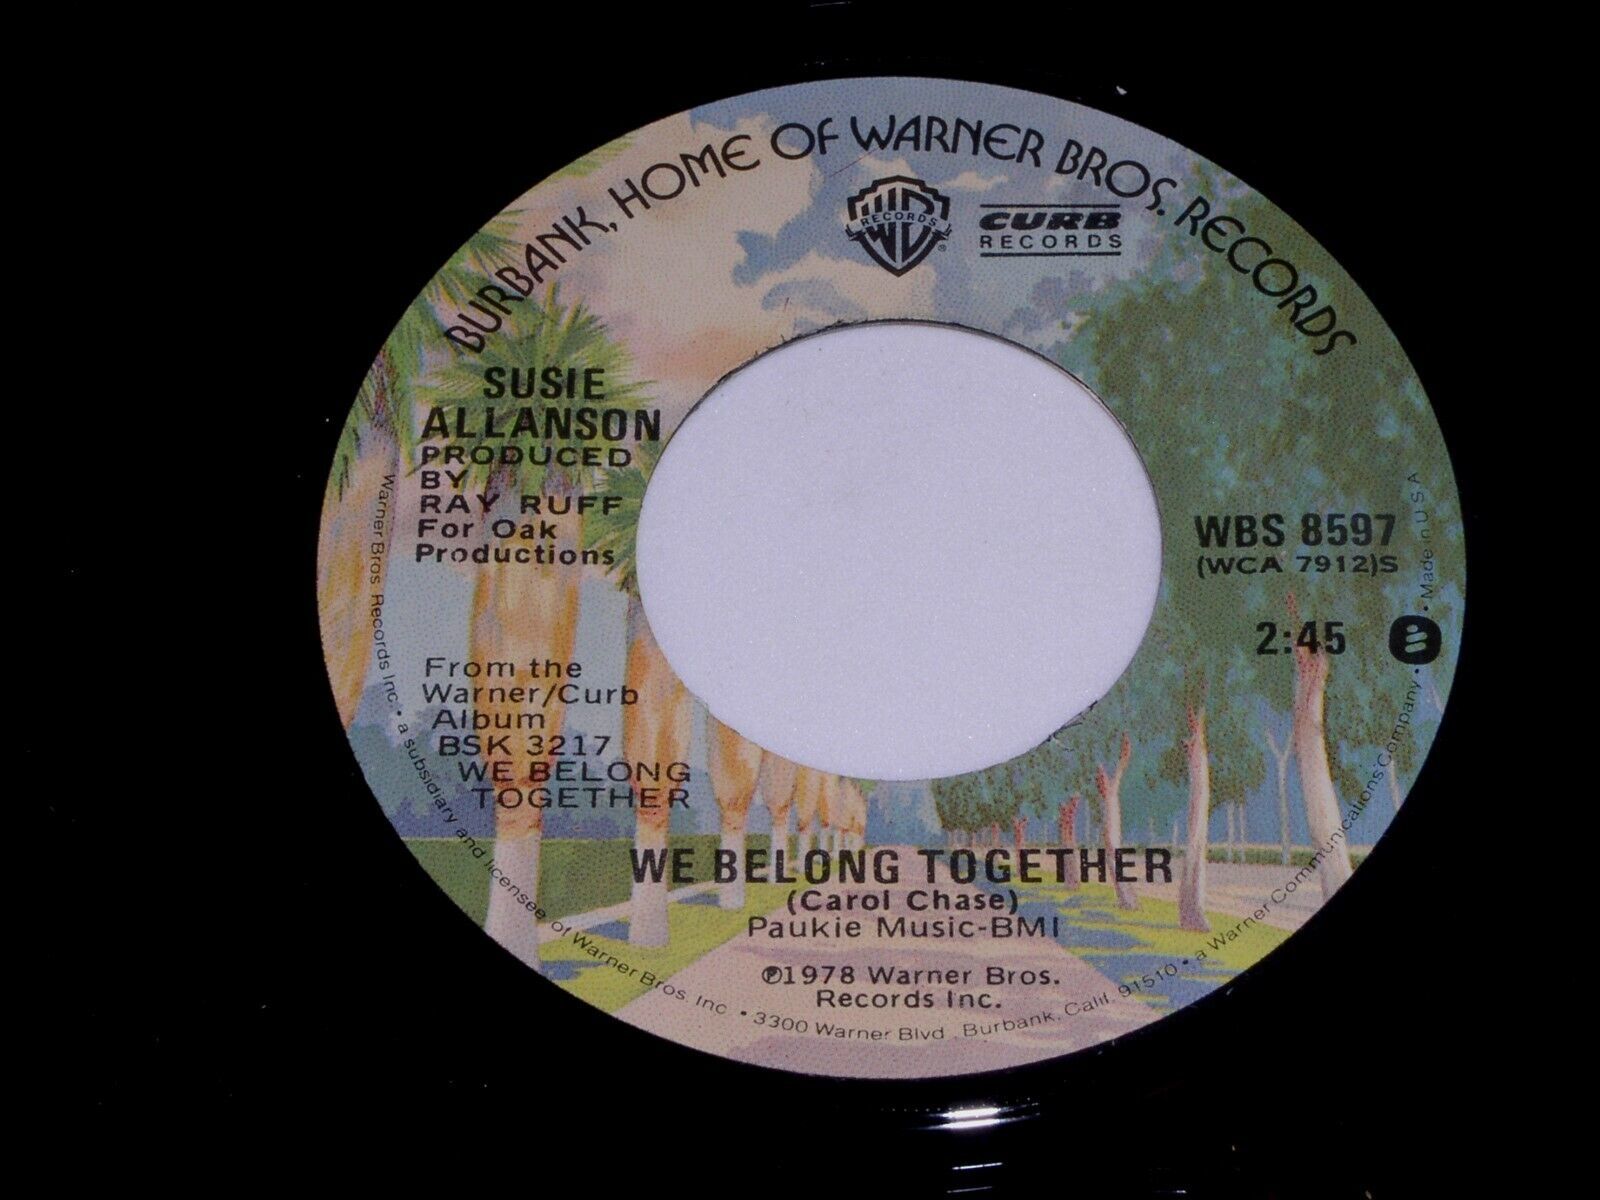 BURBANK, HOME OF WARNER BROS. RECORDS
W B
RECORDS
®
CURB
RECORDS
SUSIE
ALLANSON
PRODUCED
BY
RAY RUFF
For Oak
Productions
WBS 8597
(WCA 7912)S
2:45
From the
Warner/Curb
Album
BSK 3217
WE BELONG
TOGETHER
WE BELONG TOGETHER
(Carol Chase)
Paukie Music-BMI
℗1978 Warner Bros.
Records Inc.
Warner Bros. Records Inc. • a subsidiary and licensee of Warner Bros. Inc. • 3300 Warner Blvd., Burbank, Calif. 91510 • a Warner Communications Company • Made in U S A